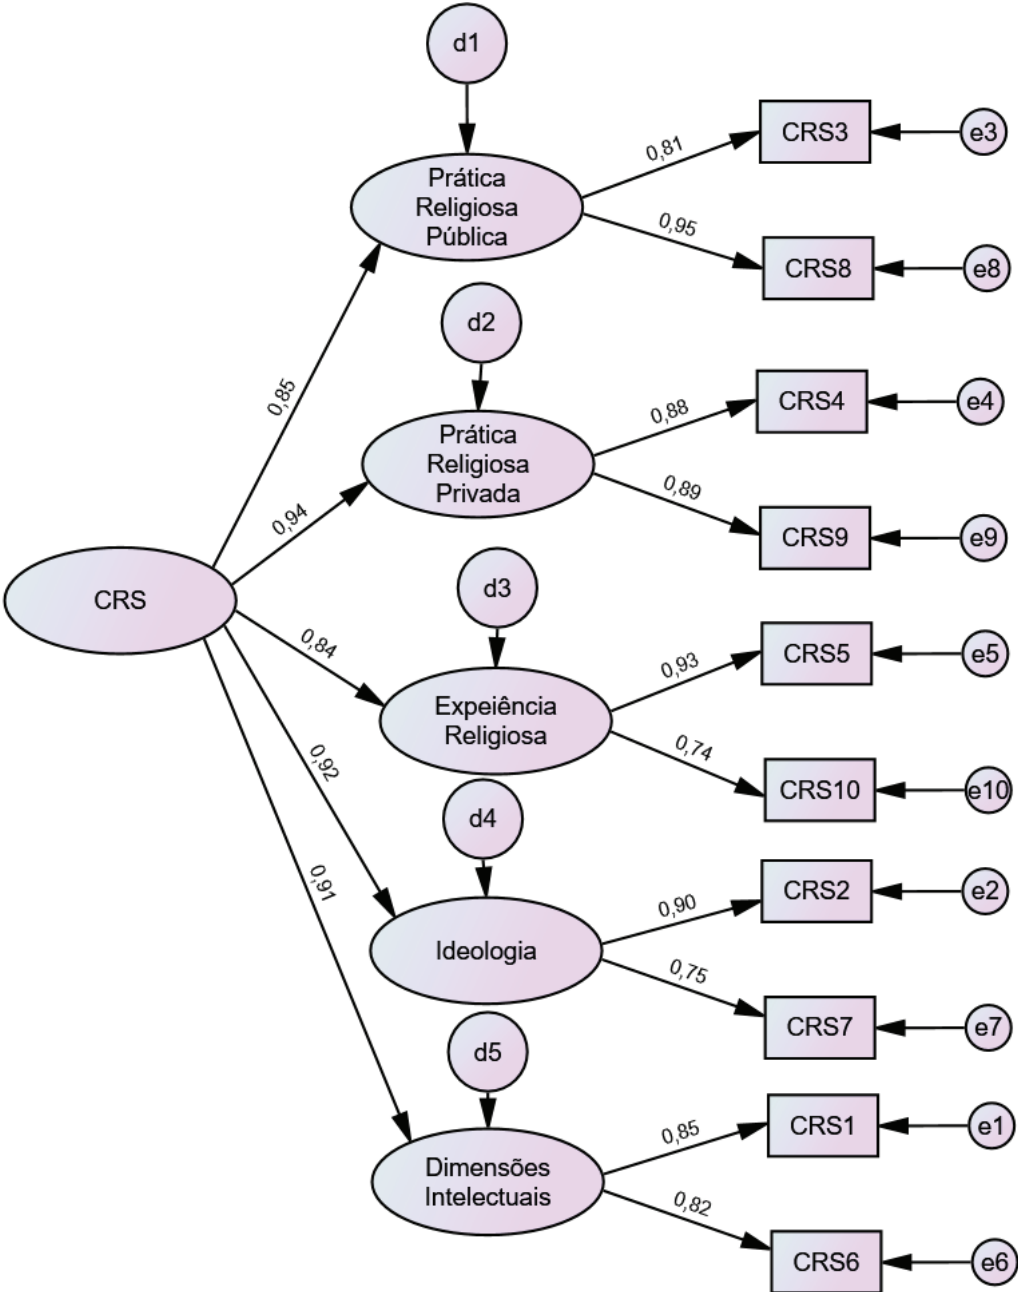 d1
CRS3
e3
0,81
Prática
Religiosa
Pública
0,95
CRS8
e8
d2
0,85
CRS4
e4
0,88
Prática
Religiosa
Privada
0,89
0,94
CRS9
e9
d3
CRS
0,84
CRS5
e5
0,93
Expeiência
Religiosa
0,74
0,92
CRS10
e10
d4
0,91
CRS2
e2
0,90
Ideologia
0,75
CRS7
e7
d5
CRS1
e1
0,85
Dimensões
Intelectuais
0,82
CRS6
e6